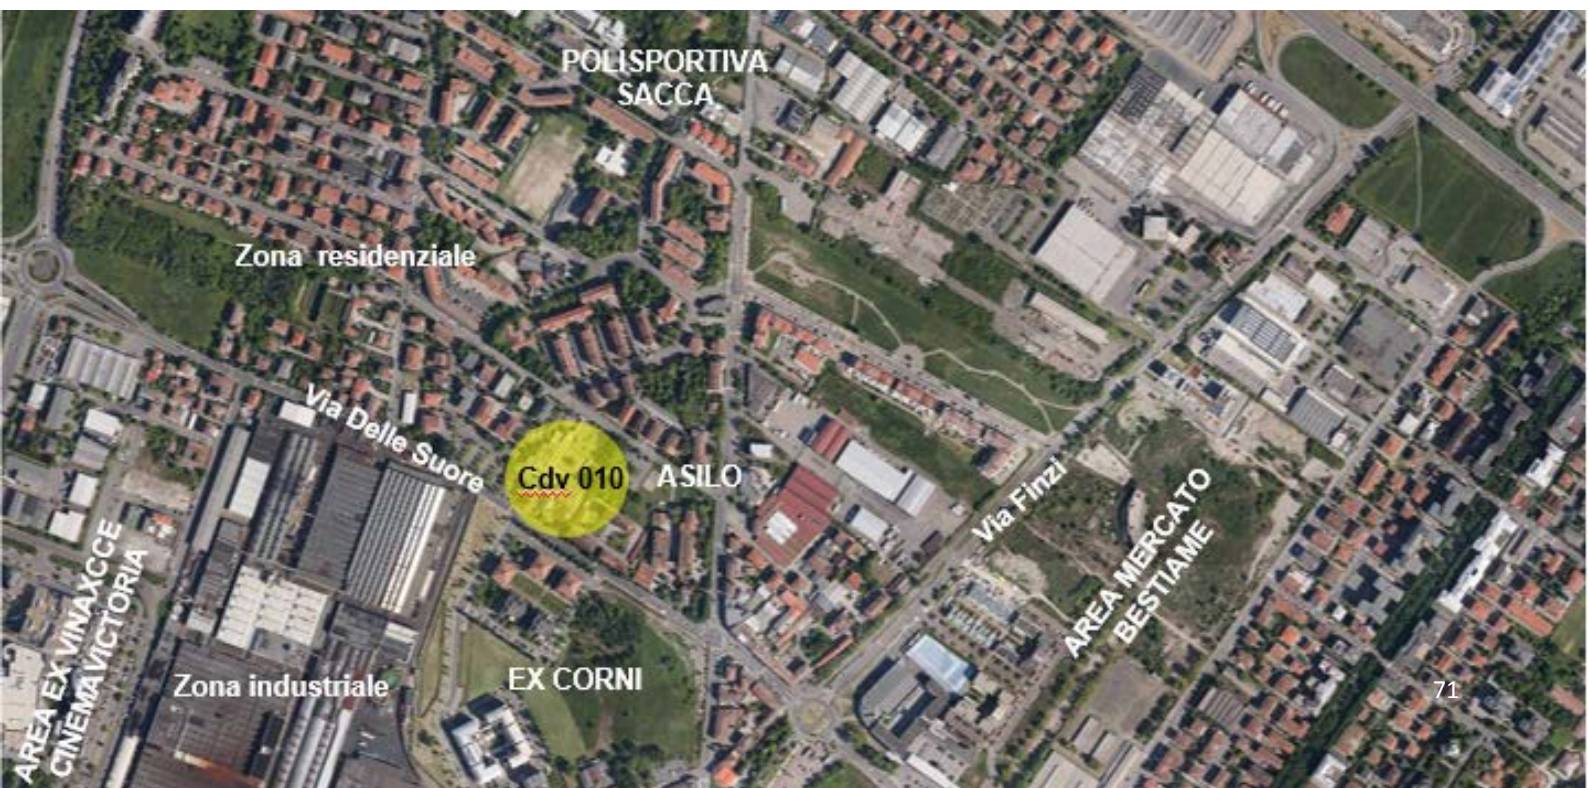 POLISPORTIVA
SACCA
Zona residenziale
Via Delle Suore
Cdv 010
ASILO
Via Finzi
AREA MERCATO
BESTIAME
AREA EX VINAXCCE
CINEMA VICTORIA
Zona industriale
EX CORNI
71